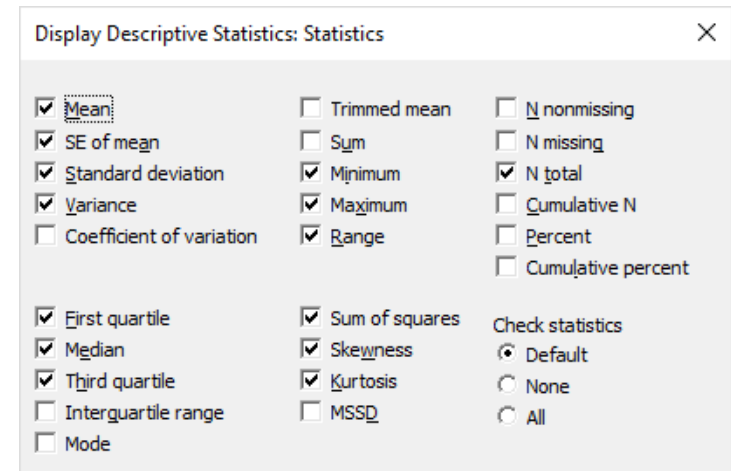 Display Descriptive Statistics: Statistics
Mean
SE of mean
Standard deviation
Variance
Coefficient of variation
Trimmed mean
Sum
Minimum
Maximum
Range
N nonmissing
N missing
N total
Cumulative N
Percent
Cumulative percent
First quartile
Median
Third quartile
Interquartile range
Mode
Sum of squares
Skewness
Kurtosis
MSSD
Check statistics
Default
None
All